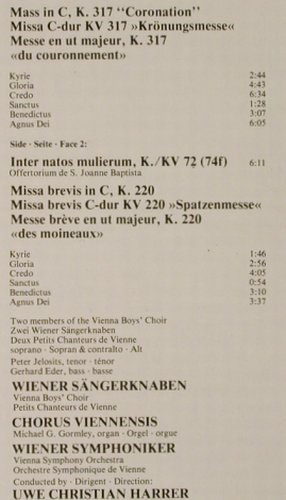 Mass in C, K. 317 "Coronation"
Missa C-dur KV 317 »Krönungsmesse«
Messe en ut majeur, K. 317
«du couronnement»
Kyrie 2:44
Gloria 4:43
Credo 6:34
Sanctus 1:28
Benedictus 3:07
Agnus Dei 6:05
Side · Seite · Face 2:
Inter natos mulierum, K./KV 72 (74f) 6:11
Offertorium de S. Joanne Baptista
Missa brevis in C, K. 220
Missa brevis C-dur KV 220 »Spatzenmesse«
Messe brève en ut majeur, K. 220
«des moineaux»
Kyrie 1:46
Gloria 2:56
Credo 4:05
Sanctus 0:54
Benedictus 3:10
Agnus Dei 3:37
Two members of the Vienna Boys' Choir
Zwei Wiener Sängerknaben
Deux Petits Chanteurs de Vienne
soprano · Sopran & contralto · Alt
Peter Jelosits, tenor · ténor
Gerhard Eder, bass · basse
WIENER SÄNGERKNABEN
Vienna Boys' Choir
Petits Chanteurs de Vienne
CHORUS VIENNENSIS
Michael G. Gormley, organ · Orgel · orgue
WIENER SYMPHONIKER
Vienna Symphony Orchestra
Orchestre Symphonique de Vienne
Conducted by · Dirigent · Direction:
UWE CHRISTIAN HARRER